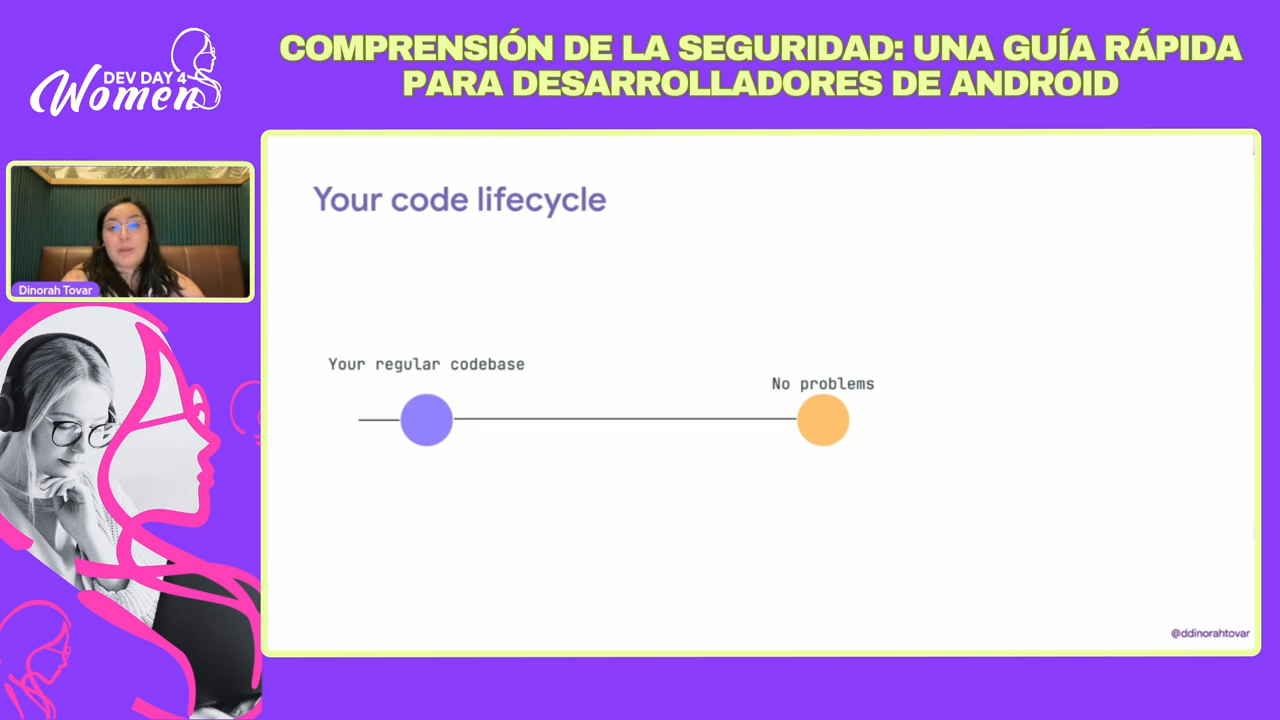 DEV DAY 4
Women
COMPRENSIÓN DE LA SEGURIDAD: UNA GUÍA RÁPIDA
PARA DESARROLLADORES DE ANDROID
Dinorah Tovar
Your code lifecycle
Your regular codebase
No problems
@ddinorahtovar